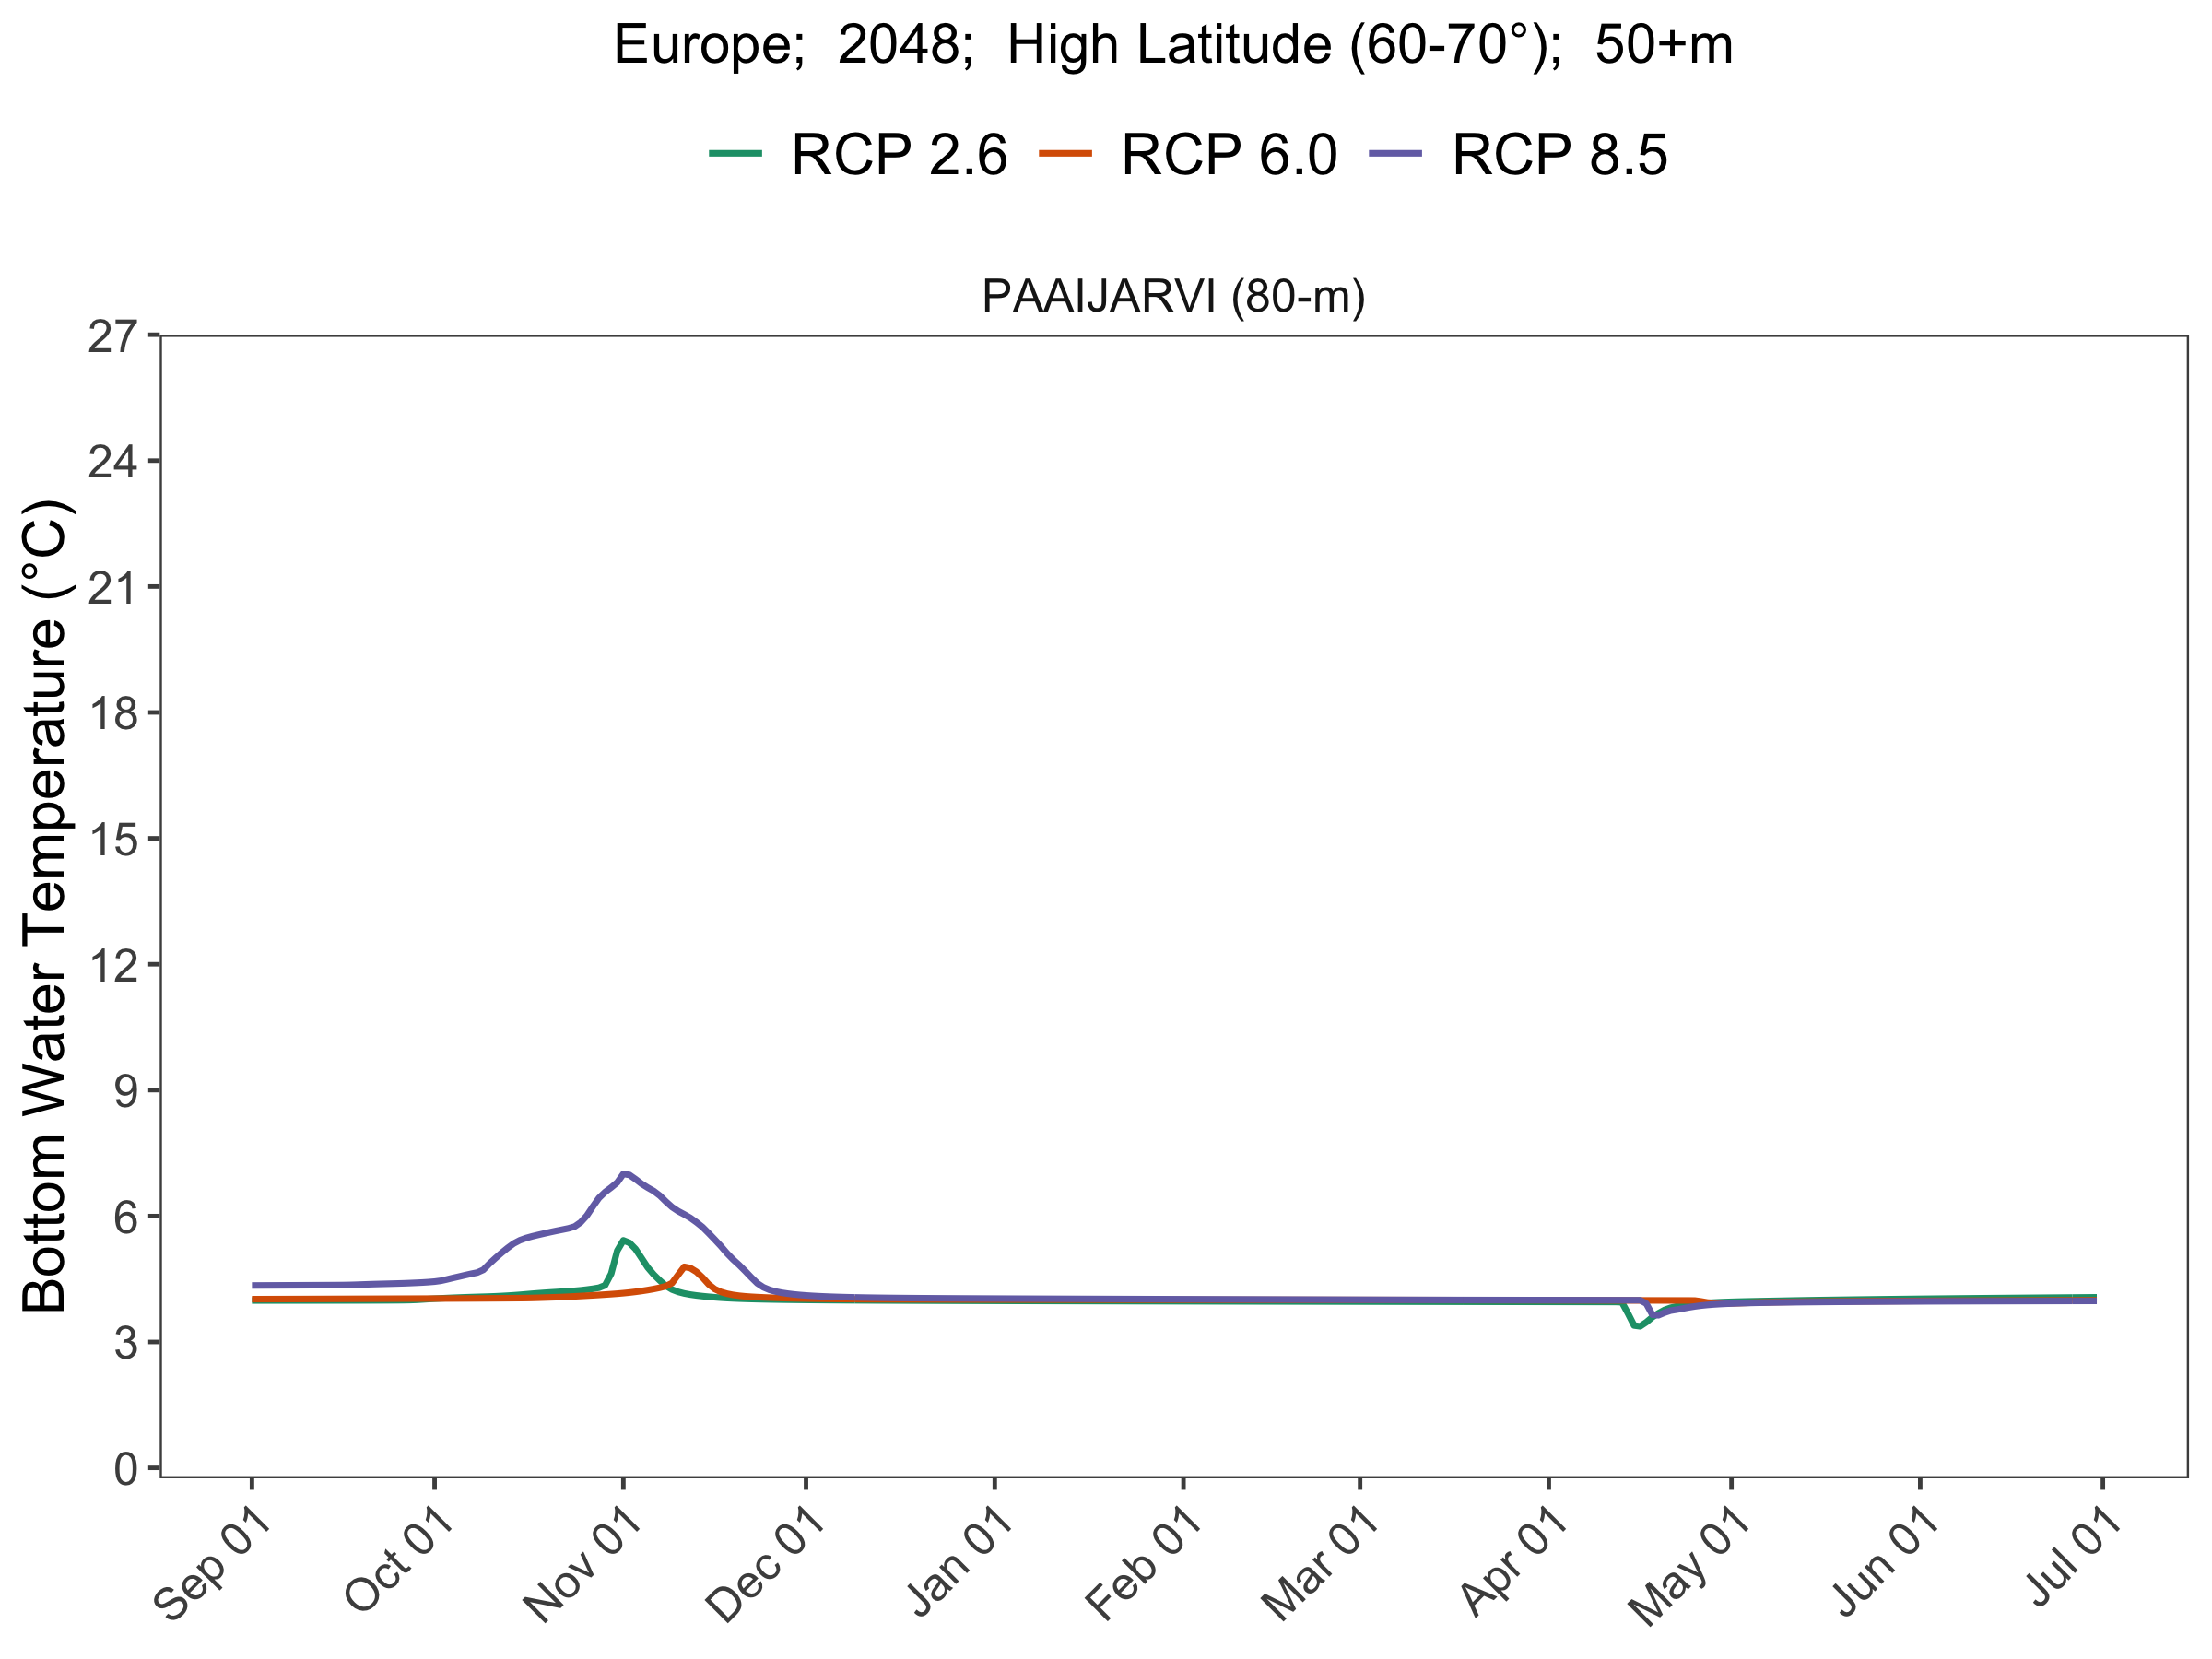 Europe; 2048; High Latitude (60-70°); 50+m
RCP 2.6 RCP 6.0 RCP 8.5
PAAIJARVI (80-m)
Bottom Water Temperature (°C)
27
24
21
18
15
12
9
6
3
0
Sep 01 Oct 01 Nov 01 Dec 01 Jan 01 Feb 01 Mar 01 Apr 01 May 01 Jun 01 Jul 01